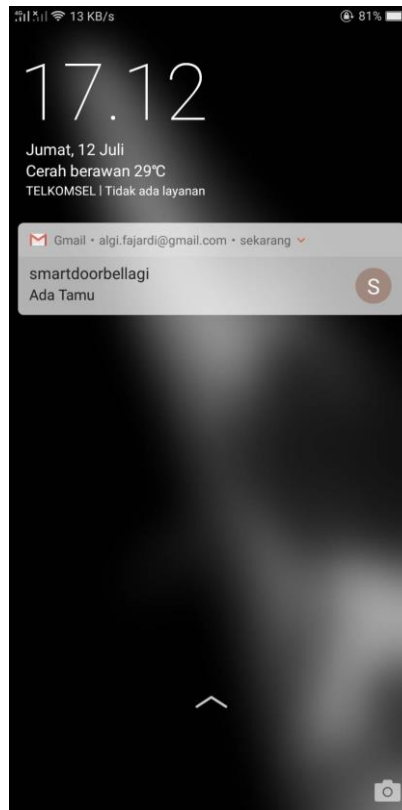 4G 13 KB/s 81%
17.12
Jumat, 12 Juli
Cerah berawan 29°C
TELKOMSEL | Tidak ada layanan
Gmail • algi.fajardi@gmail.com • sekarang
smartdoorbellagi
Ada Tamu
S